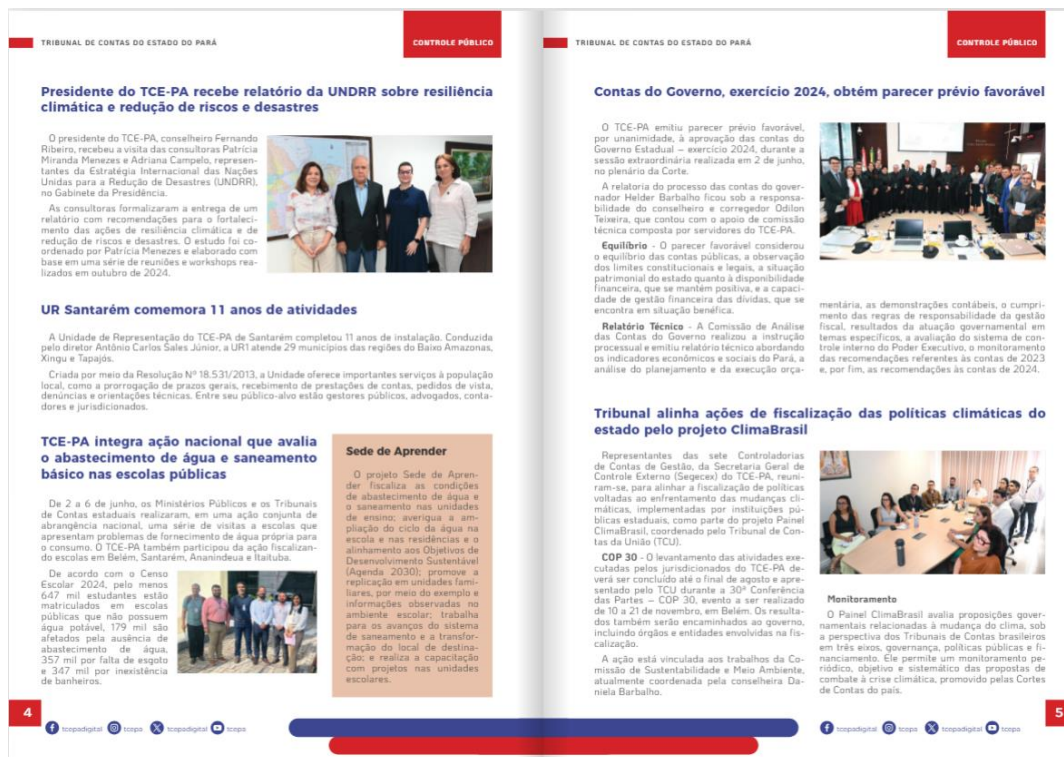 TRIBUNAL DE CONTAS DO ESTADO DO PARÁ
CONTROLE PÚBLICO
Presidente do TCE-PA recebe relatório da UNDRR sobre resiliência
climática e redução de riscos e desastres
O presidente do TCE-PA, conselheiro Fernando
Ribeiro, recebeu a visita das consultoras Patrícia
Miranda Menezes e Adriana Campelo, represen-
tantes da Estratégia Internacional das Nações
Unidas para a Redução de Desastres (UNDRR),
no Gabinete da Presidência.
As consultoras formalizaram a entrega de um
relatório com recomendações para o fortaleci-
mento das ações de resiliência climática e de
redução de riscos e desastres. O estudo foi co-
ordenado por Patrícia Menezes e elaborado com
base em uma série de reuniões e workshops rea-
lizados em outubro de 2024.
UR Santarém comemora 11 anos de atividades
A Unidade de Representação do TCE-PA de Santarém completou 11 anos de instalação. Conduzida
pelo diretor Antônio Carlos Sales Júnior, a UR1 atende 29 municípios das regiões do Baixo Amazonas,
Xingu e Tapajós.
Criada por meio da Resolução Nº 18.531/2013, a Unidade oferece importantes serviços à população
local, como a prorrogação de prazos gerais, recebimento de prestações de contas, pedidos de vista,
denúncias e orientações técnicas. Entre seu público-alvo estão gestores públicos, advogados, conta-
dores e jurisdicionados.
TCE-PA integra ação nacional que avalia
o abastecimento de água e saneamento
básico nas escolas públicas
De 2 a 6 de junho, os Ministérios Públicos e os Tribunais
de Contas estaduais realizaram, em uma ação conjunta de
abrangência nacional, uma série de visitas a escolas que
apresentam problemas de fornecimento de água própria para
o consumo. O TCE-PA também participou da ação fiscalizan-
do escolas em Belém, Santarém, Ananindeua e Itaituba.
De acordo com o Censo
Escolar 2024, pelo menos
647 mil estudantes estão
matriculados em escolas
públicas que não possuem
água potável, 179 mil são
afetados pela ausência de
abastecimento de água,
357 mil por falta de esgoto
e 347 mil por inexistência
de banheiros.
Sede de Aprender
O projeto Sede de Apren-
der fiscaliza as condições
de abastecimento de água e
o saneamento nas unidades
de ensino; averigua a am-
pliação do ciclo da água na
escola e nas residências e o
alinhamento aos Objetivos de
Desenvolvimento Sustentável
(Agenda 2030); promove a
replicação em unidades fami-
liares, por meio do exemplo e
informações observadas no
ambiente escolar; trabalha
para os avanços do sistema
de saneamento e a transfor-
mação do local de destina-
ção; e realiza a capacitação
com projetos nas unidades
escolares.
4
tcepadigital tcepa tcepadigital tcepa
TRIBUNAL DE CONTAS DO ESTADO DO PARÁ
CONTROLE PÚBLICO
Contas do Governo, exercício 2024, obtém parecer prévio favorável
O TCE-PA emitiu parecer prévio favorável,
por unanimidade, à aprovação das contas do
Governo Estadual – exercício 2024, durante a
sessão extraordinária realizada em 2 de junho,
no plenário da Corte.
A relatoria do processo das contas do gover-
nador Helder Barbalho ficou sob a responsa-
bilidade do conselheiro e corregedor Odilon
Teixeira, que contou com o apoio de comissão
técnica composta por servidores do TCE-PA.
Equilíbrio - O parecer favorável considerou
o equilíbrio das contas públicas, a observação
dos limites constitucionais e legais, a situação
patrimonial do estado quanto à disponibilidade
financeira, que se mantém positiva, e a capaci-
dade de gestão financeira das dívidas, que se
encontra em situação benéfica.
Relatório Técnico - A Comissão de Análise
das Contas do Governo realizou a instrução
processual e emitiu relatório técnico abordando
os indicadores econômicos e sociais do Pará, a
análise do planejamento e da execução orça-
mentária, as demonstrações contábeis, o cumpri-
mento das regras de responsabilidade da gestão
fiscal, resultados da atuação governamental em
temas específicos, a avaliação do sistema de con-
trole interno do Poder Executivo, o monitoramento
das recomendações referentes às contas de 2023
e, por fim, as recomendações às contas de 2024.
Tribunal alinha ações de fiscalização das políticas climáticas do
estado pelo projeto ClimaBrasil
Representantes das sete Controladorias
de Contas de Gestão, da Secretaria Geral de
Controle Externo (Segecex) do TCE-PA, reuni-
ram-se, para alinhar a fiscalização de políticas
voltadas ao enfrentamento das mudanças cli-
máticas, implementadas por instituições pú-
blicas estaduais, como parte do projeto Painel
ClimaBrasil, coordenado pelo Tribunal de Con-
tas da União (TCU).
COP 30 - O levantamento das atividades exe-
cutadas pelos jurisdicionados do TCE-PA de-
verá ser concluído até o final de agosto e apre-
sentado pelo TCU durante a 30ª Conferência
das Partes – COP 30, evento a ser realizado
de 10 a 21 de novembro, em Belém. Os resulta-
dos também serão encaminhados ao governo,
incluindo órgãos e entidades envolvidas na fis-
calização.
A ação está vinculada aos trabalhos da Co-
missão de Sustentabilidade e Meio Ambiente,
atualmente coordenada pela conselheira Da-
niela Barbalho.
Monitoramento
O Painel ClimaBrasil avalia proposições gover-
namentais relacionadas à mudança do clima, sob
a perspectiva dos Tribunais de Contas brasileiros
em três eixos, governança, políticas públicas e fi-
nanciamento. Ele permite um monitoramento pe-
riódico, objetivo e sistemático das propostas de
combate à crise climática, promovido pelas Cortes
de Contas do país.
tcepadigital tcepa tcepadigital tcepa
5